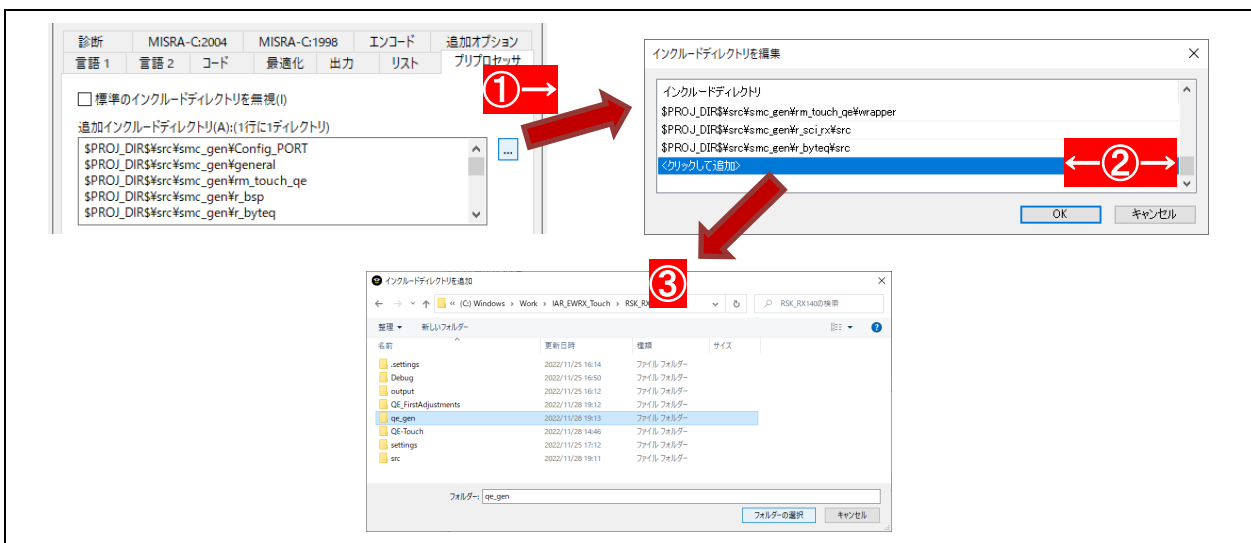 診断 MISRA-C:2004 MISRA-C:1998 エンコード 追加オプション
言語 1 言語 2 コード 最適化 出力 リスト プリプロセッサ
標準のインクルードディレクトリを無視(I)
追加インクルードディレクトリ(A):(1行に1ディレクトリ)
$PROJ_DIR$¥src¥smc_gen¥Config_PORT
$PROJ_DIR$¥src¥smc_gen¥general
$PROJ_DIR$¥src¥smc_gen¥rm_touch_qe
$PROJ_DIR$¥src¥smc_gen¥r_bsp
$PROJ_DIR$¥src¥smc_gen¥r_byteq
...
①→
インクルードディレクトリを編集
インクルードディレクトリ
$PROJ_DIR$¥src¥smc_gen¥rm_touch_qe¥wrapper
$PROJ_DIR$¥src¥smc_gen¥r_sci_rx¥src
$PROJ_DIR$¥src¥smc_gen¥r_byteq¥src
<クリックして追加>
←②→
OK キャンセル
③
インクルードディレクトリを追加
« (C:) Windows › Work › IAR_EWRX_Touch › RSK_RX
RSK_RX140の検索
整理 新しいフォルダー
名前 更新日時 種類 サイズ
.settings 2022/11/25 16:14 ファイル フォルダー
Debug 2022/11/25 16:50 ファイル フォルダー
output 2022/11/25 16:12 ファイル フォルダー
QE_FirstAdjustments 2022/11/28 19:12 ファイル フォルダー
qe_gen 2022/11/28 19:13 ファイル フォルダー
QE-Touch 2022/11/28 14:46 ファイル フォルダー
settings 2022/11/25 17:12 ファイル フォルダー
src 2022/11/28 19:11 ファイル フォルダー
フォルダー: qe_gen
フォルダーの選択 キャンセル